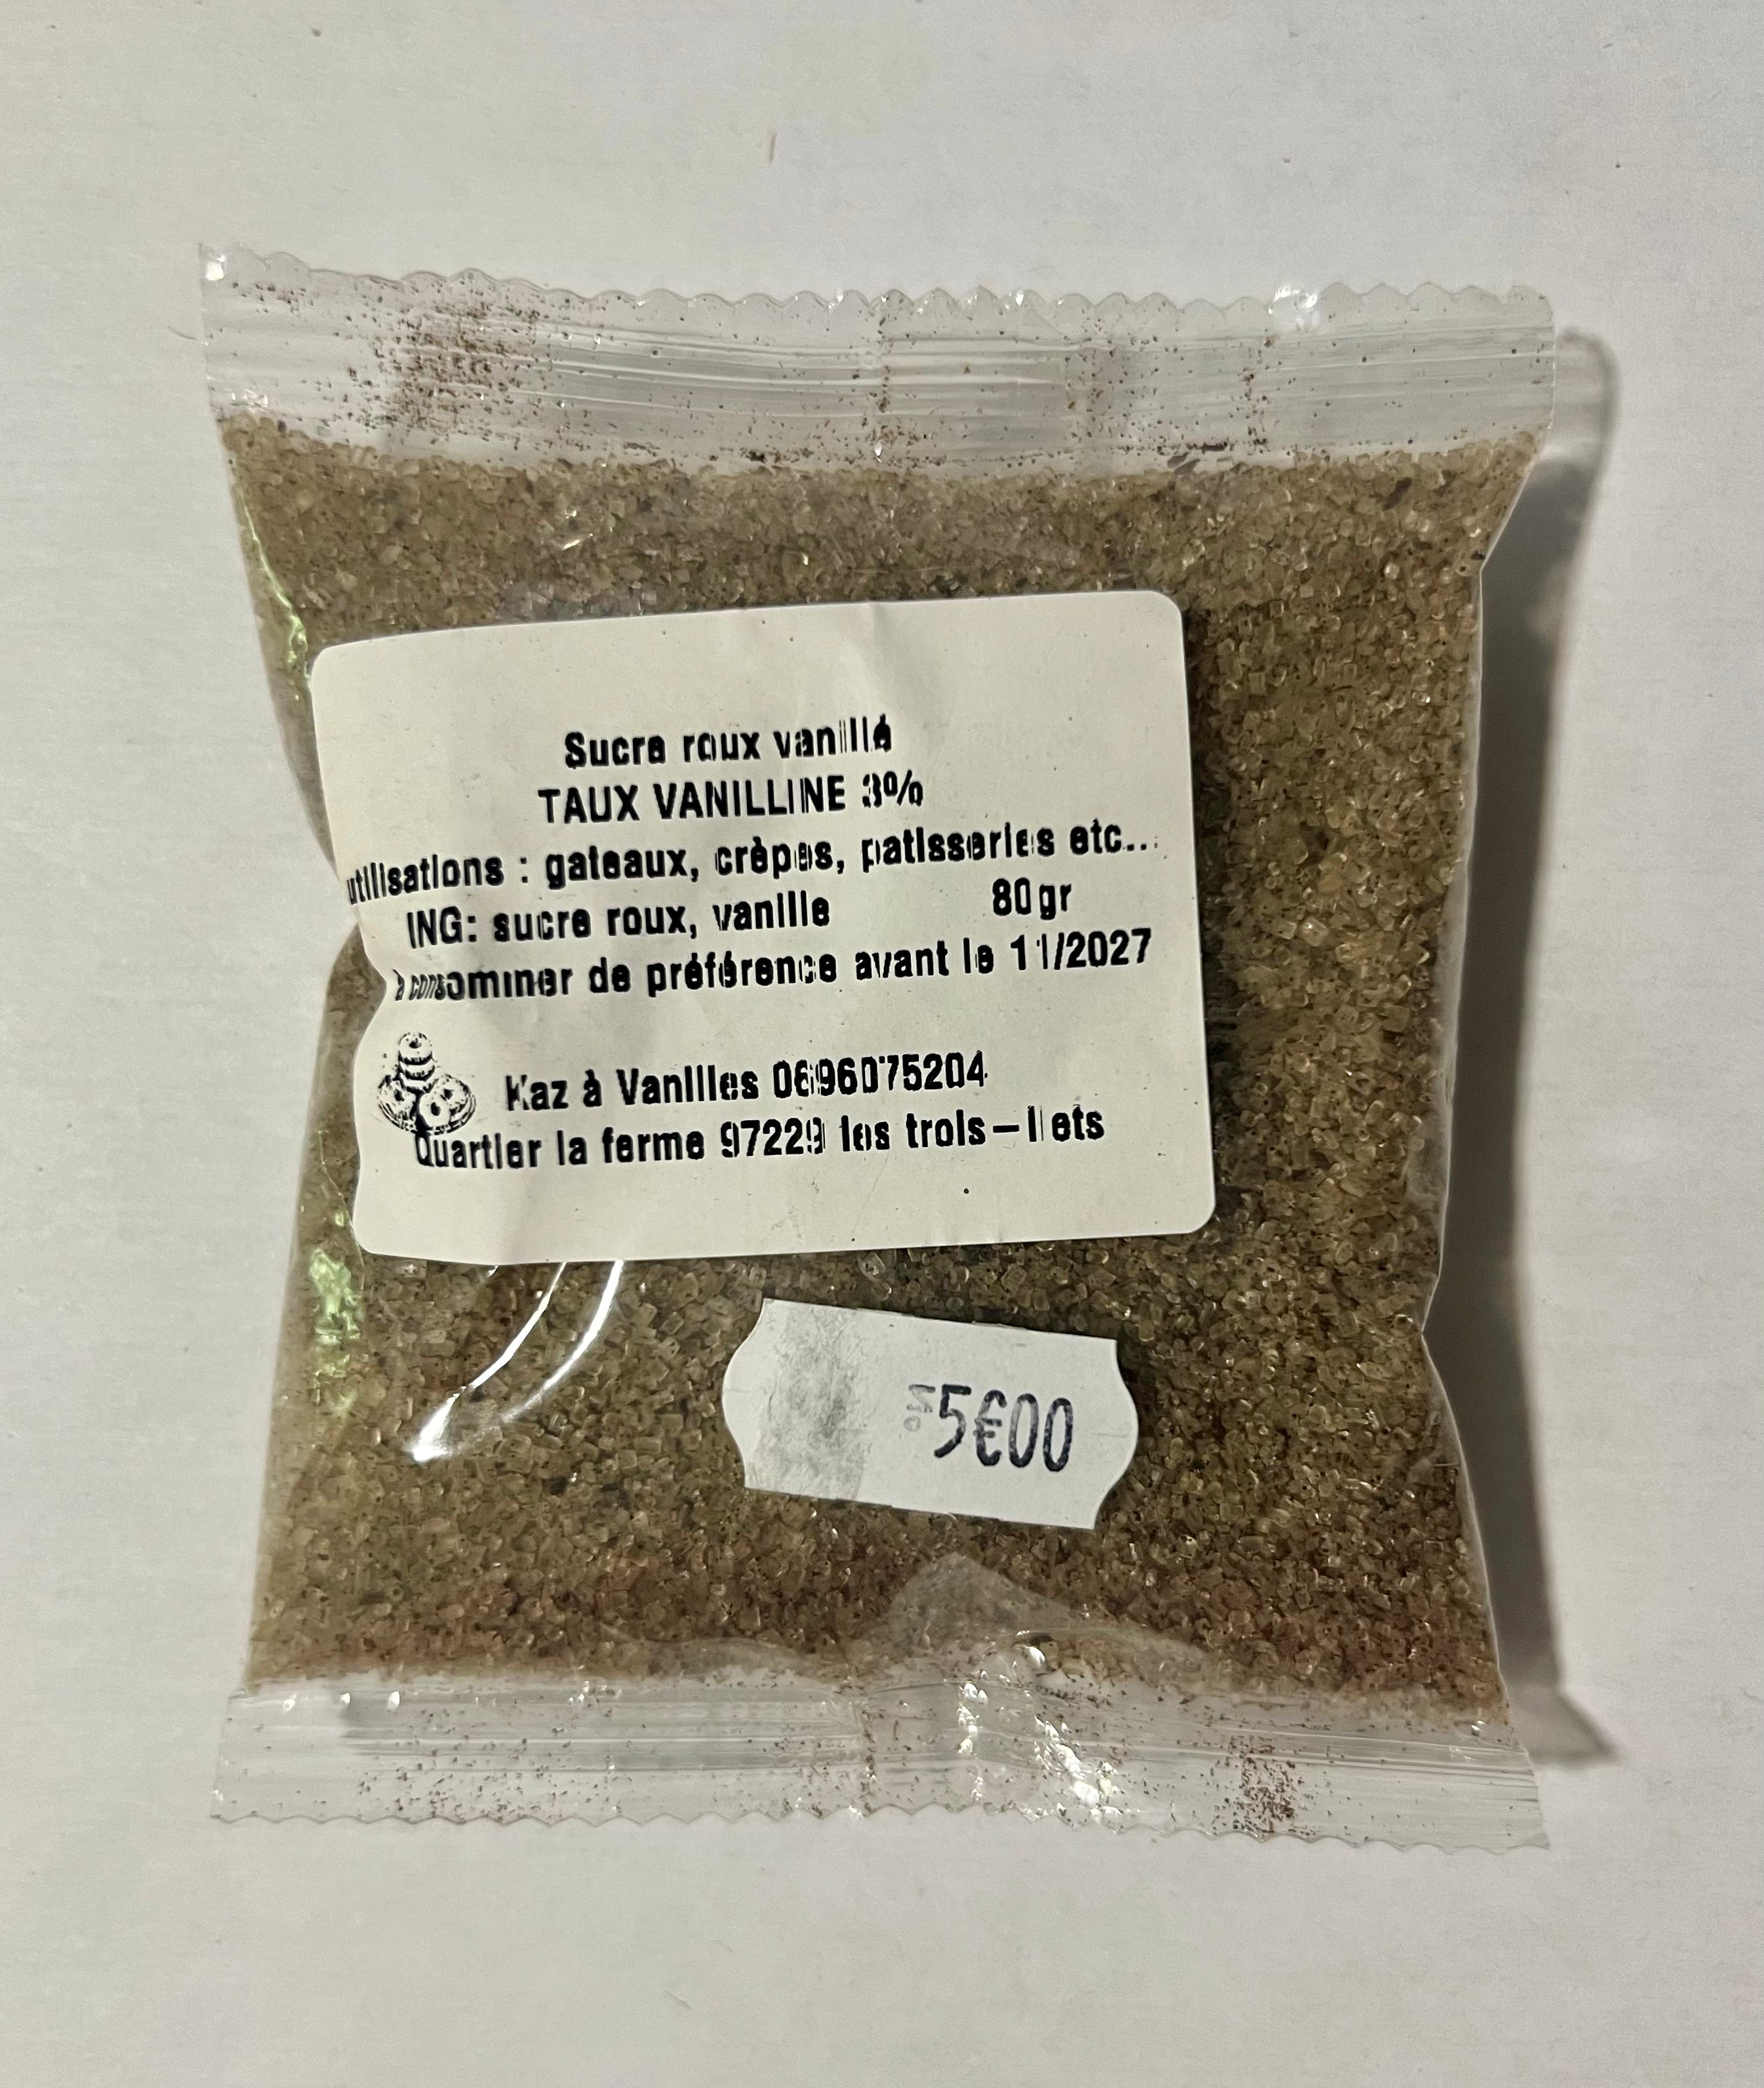 Sucre roux vanillé
TAUX VANILLINE 3%
utilisations : gateaux, crèpes, patisseries etc...
ING: sucre roux, vanille 80gr
à consommer de préférence avant le 11/2027
Kaz à Vanilles 0696075204
Quartier la ferme 97229 les trois-ilets
5€00